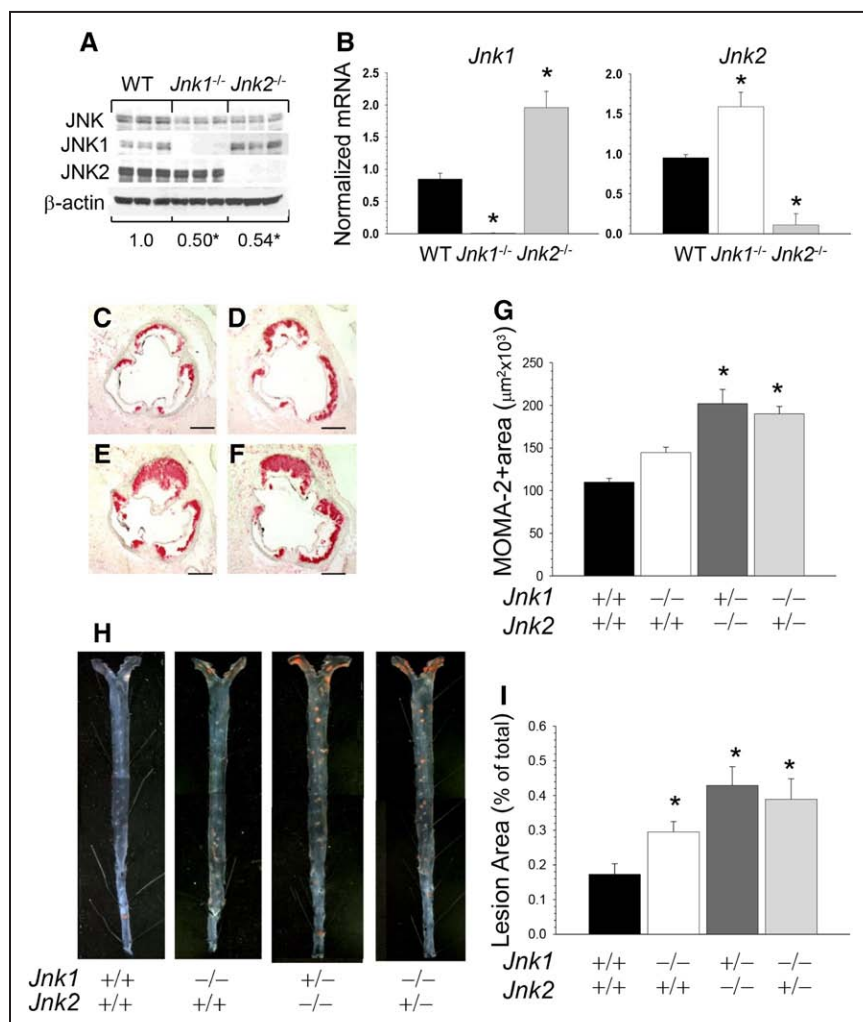 A
WT Jnk1-/- Jnk2-/-
JNK
JNK1
JNK2
β-actin
1.0 0.50* 0.54*
B
Jnk1
Normalized mRNA
2.5
2.0
1.5
1.0
0.5
0.0
*
*
WT Jnk1-/- Jnk2-/-
Jnk2
2.0
1.5
1.0
0.5
0.0
*
*
WT Jnk1-/- Jnk2-/-
C
D
E
F
G
MOMA-2+area (μm²x10³)
250
200
150
100
50
0
*
*
Jnk1 +/+ −/− +/− −/−
Jnk2 +/+ +/+ −/− +/−
H
Jnk1 +/+ −/− +/− −/−
Jnk2 +/+ +/+ −/− +/−
I
Lesion Area (% of total)
0.6
0.5
0.4
0.3
0.2
0.1
0.0
*
*
*
Jnk1 +/+ −/− +/− −/−
Jnk2 +/+ +/+ −/− +/−